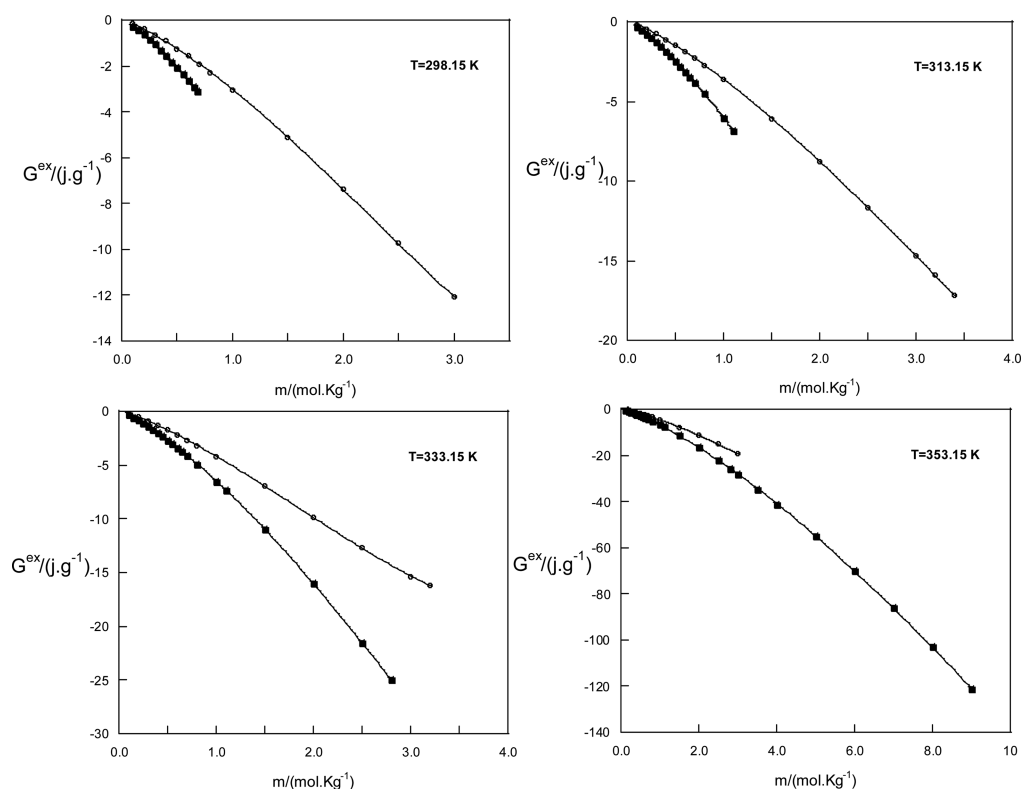 0
-2
-4
-6
-8
-10
-12
-14
G^ex/(j.g^-1)
T=298.15 K
0.0 1.0 2.0 3.0
m/(mol.Kg^-1)
0
-5
-10
-15
-20
G^ex/(j.g^-1)
T=313.15 K
0.0 1.0 2.0 3.0 4.0
m/(mol.Kg^-1)
0
-5
-10
-15
-20
-25
-30
G^ex/(j.g^-1)
T=333.15 K
0.0 1.0 2.0 3.0 4.0
m/(mol.Kg^-1)
0
-20
-40
-60
-80
-100
-120
-140
G^ex/(j.g^-1)
T=353.15 K
0.0 2.0 4.0 6.0 8.0 10
m/(mol.Kg^-1)